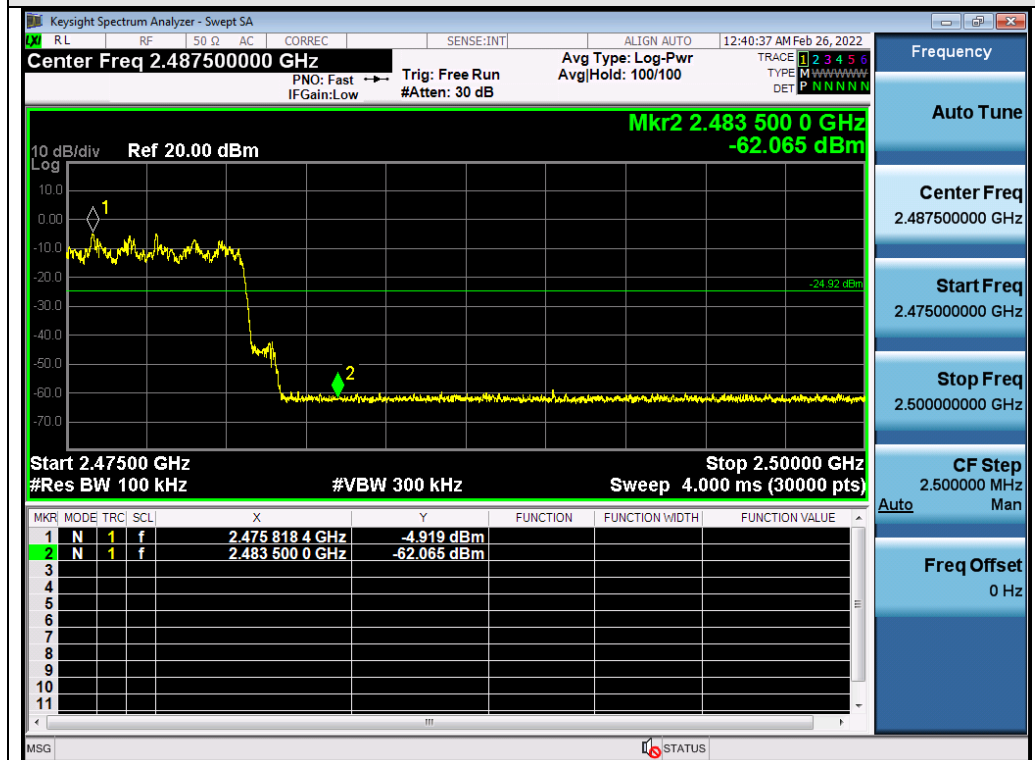 Keysight Spectrum Analyzer - Swept SA
LXI RL RF 50 Ω AC CORREC SENSE:INT ALIGN AUTO 12:40:37 AM Feb 26, 2022
Center Freq 2.487500000 GHz
PNO: Fast
IFGain:Low
Trig: Free Run
#Atten: 30 dB
Avg Type: Log-Pwr
Avg|Hold: 100/100
TRACE 1 2 3 4 5 6
TYPE M WWWWW
DET P N N N N N
Frequency
Mkr2 2.483 500 0 GHz
-62.065 dBm
10 dB/div Ref 20.00 dBm
Log
10.0
0.00
-10.0
-20.0
-30.0
-40.0
-50.0
-60.0
-70.0
1
2
-24.92 dBm
Start 2.47500 GHz Stop 2.50000 GHz
#Res BW 100 kHz #VBW 300 kHz Sweep 4.000 ms (30000 pts)
MKR MODE TRC SCL X Y FUNCTION FUNCTION WIDTH FUNCTION VALUE
1 N 1 f 2.475 818 4 GHz -4.919 dBm
2 N 1 f 2.483 500 0 GHz -62.065 dBm
3
4
5
6
7
8
9
10
11
Auto Tune
Center Freq
2.487500000 GHz
Start Freq
2.475000000 GHz
Stop Freq
2.500000000 GHz
CF Step
2.500000 MHz
Auto Man
Freq Offset
0 Hz
MSG STATUS